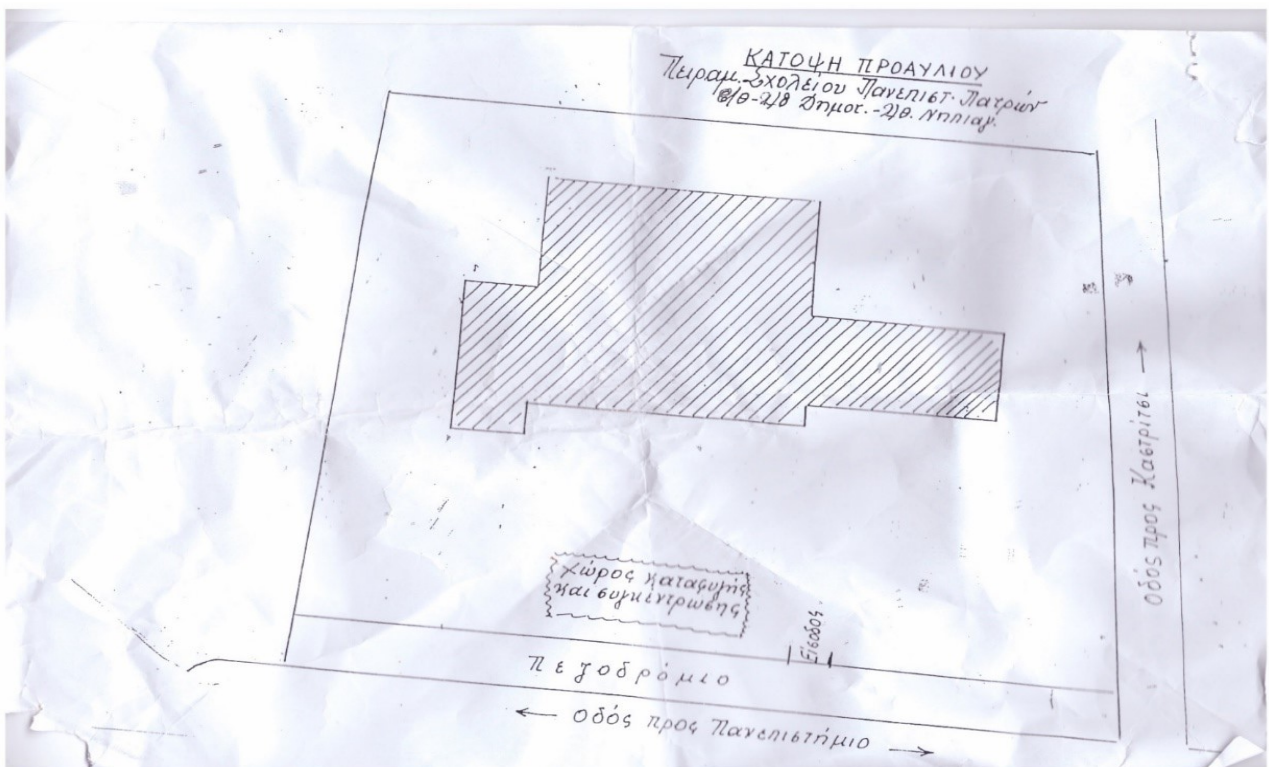 ΚΑΤΟΨΗ ΠΡΟΑΥΛΙΟΥ
Πειραμ. Σχολείου Πανεπιστ. Πατρών
6/θ-2/θ Δημοτ.-2/θ. Νηπιαγ.
Οδός προς Καστρίτσι →
Χώρος καταφυγής
και συγκέντρωσης
Είσοδος
Πεζοδρόμιο
← Οδός προς Πανεπιστήμιο →